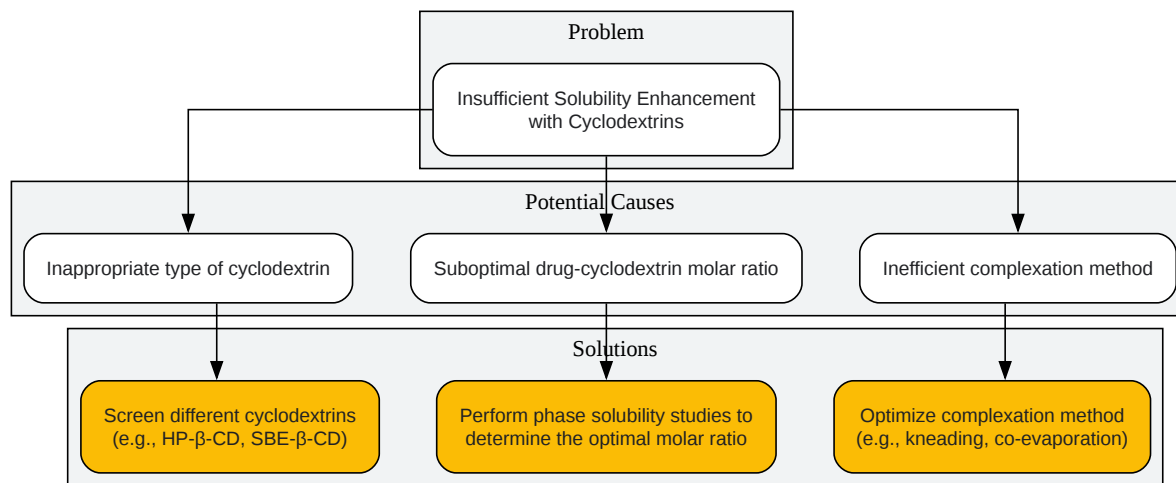 Problem
Insufficient Solubility Enhancement
with Cyclodextrins
Potential Causes
Inappropriate type of cyclodextrin
Suboptimal drug-cyclodextrin molar ratio
Inefficient complexation method
Solutions
Screen different cyclodextrins
(e.g., HP-β-CD, SBE-β-CD)
Perform phase solubility studies to
determine the optimal molar ratio
Optimize complexation method
(e.g., kneading, co-evaporation)